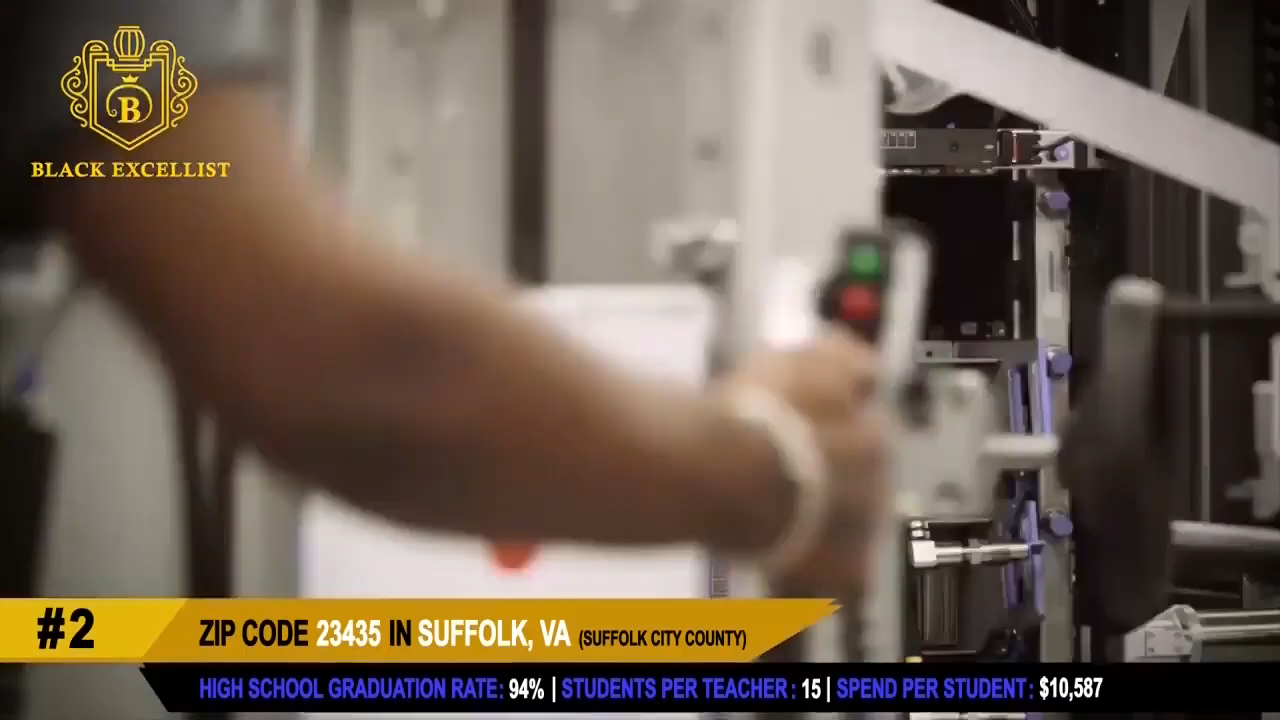 B
BLACK EXCELLIST
#2
ZIP CODE 23435 IN SUFFOLK, VA (SUFFOLK CITY COUNTY)
HIGH SCHOOL GRADUATION RATE: 94% | STUDENTS PER TEACHER: 15 | SPEND PER STUDENT: $10,587